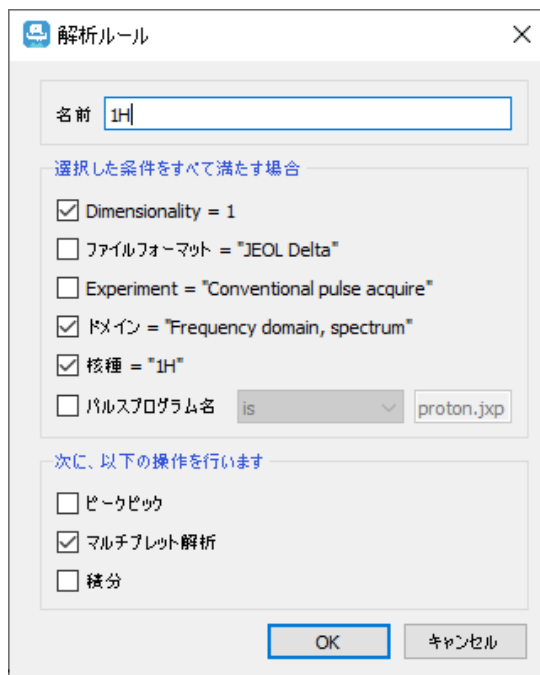 解析ルール
名前 1H
選択した条件をすべて満たす場合
Dimensionality = 1
ファイルフォーマット = "JEOL Delta"
Experiment = "Conventional pulse acquire"
ドメイン = "Frequency domain, spectrum"
核種 = "1H"
パルスプログラム名 is proton.jxp
次に、以下の操作を行います
ピークピック
マルチプレット解析
積分
OK キャンセル